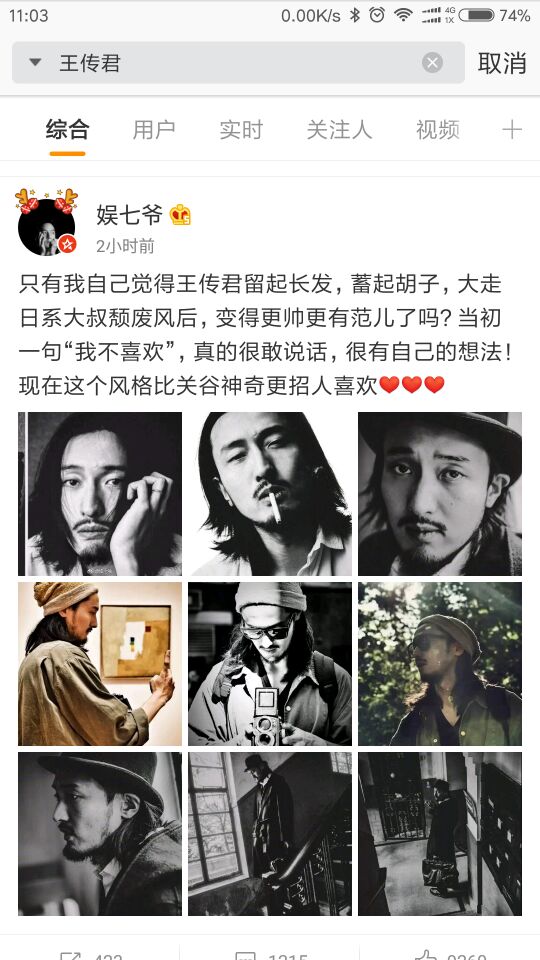 11:03 0.00K/s 4G 1X 74%
王传君 取消
综合 用户 实时 关注人 视频
娱七爷
2小时前
只有我自己觉得王传君留起长发，蓄起胡子，大走
日系大叔颓废风后，变得更帅更有范儿了吗？当初
一句“我不喜欢”，真的很敢说话，很有自己的想法！
现在这个风格比关谷神奇更招人喜欢❤❤❤